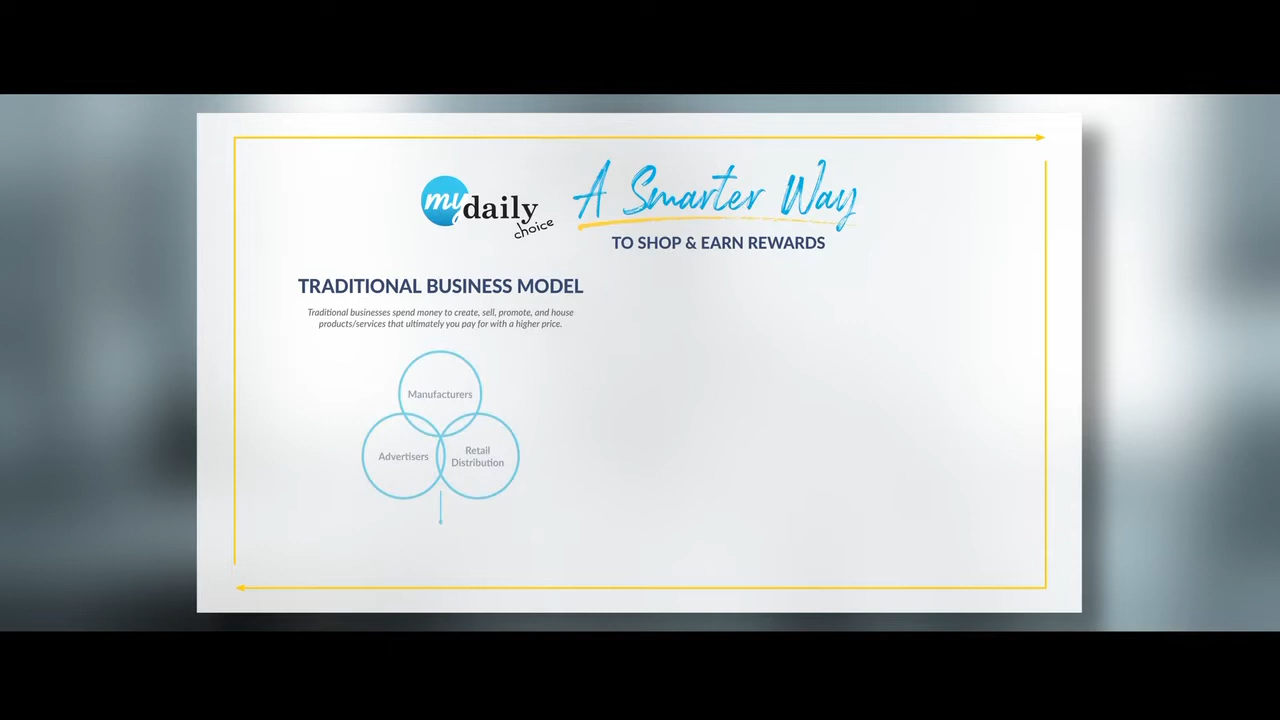 my daily choice
A Smarter Way
TO SHOP & EARN REWARDS
TRADITIONAL BUSINESS MODEL
Traditional businesses spend money to create, sell, promote, and house
products/services that ultimately you pay for with a higher price.
Manufacturers
Advertisers
Retail
Distribution